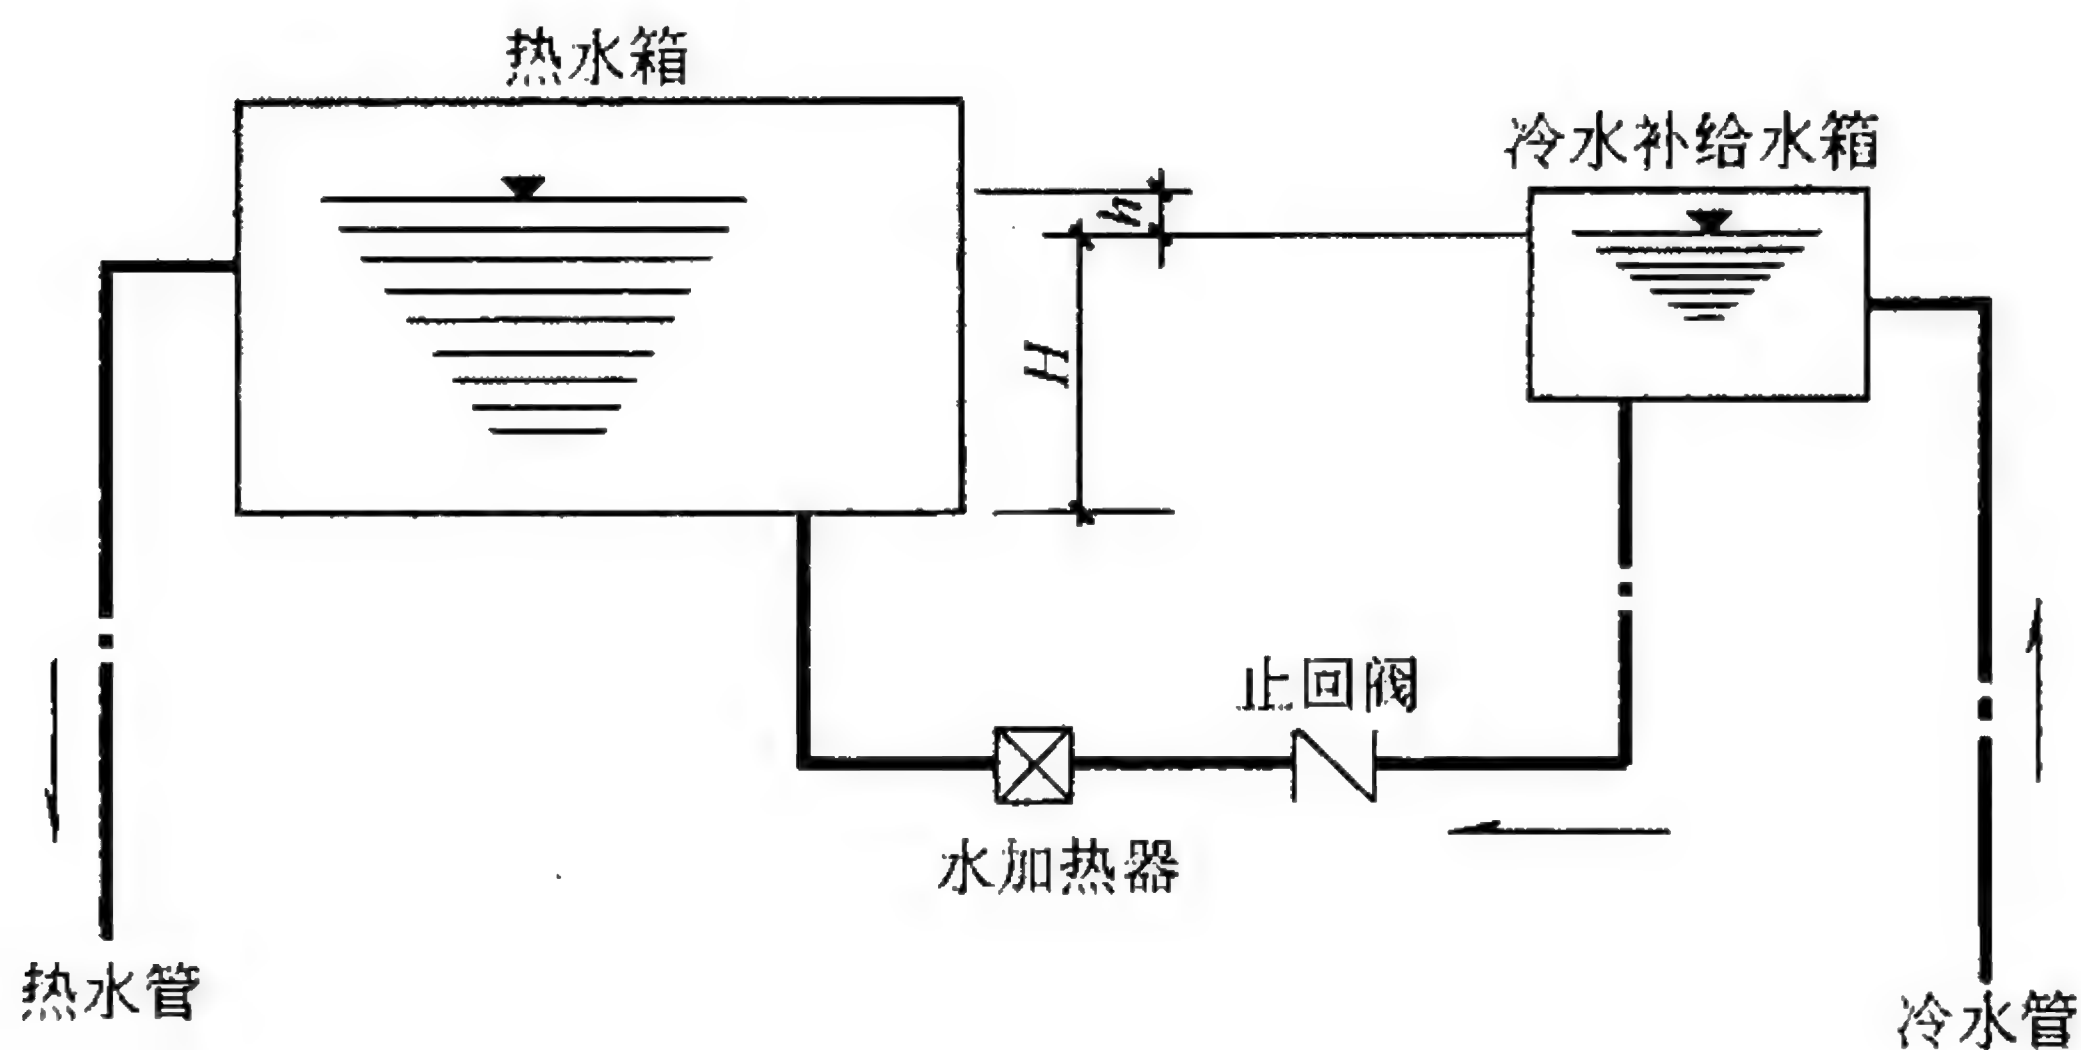 热水箱
冷水补给水箱
h
H
止回阀
水加热器
热水管
冷水管